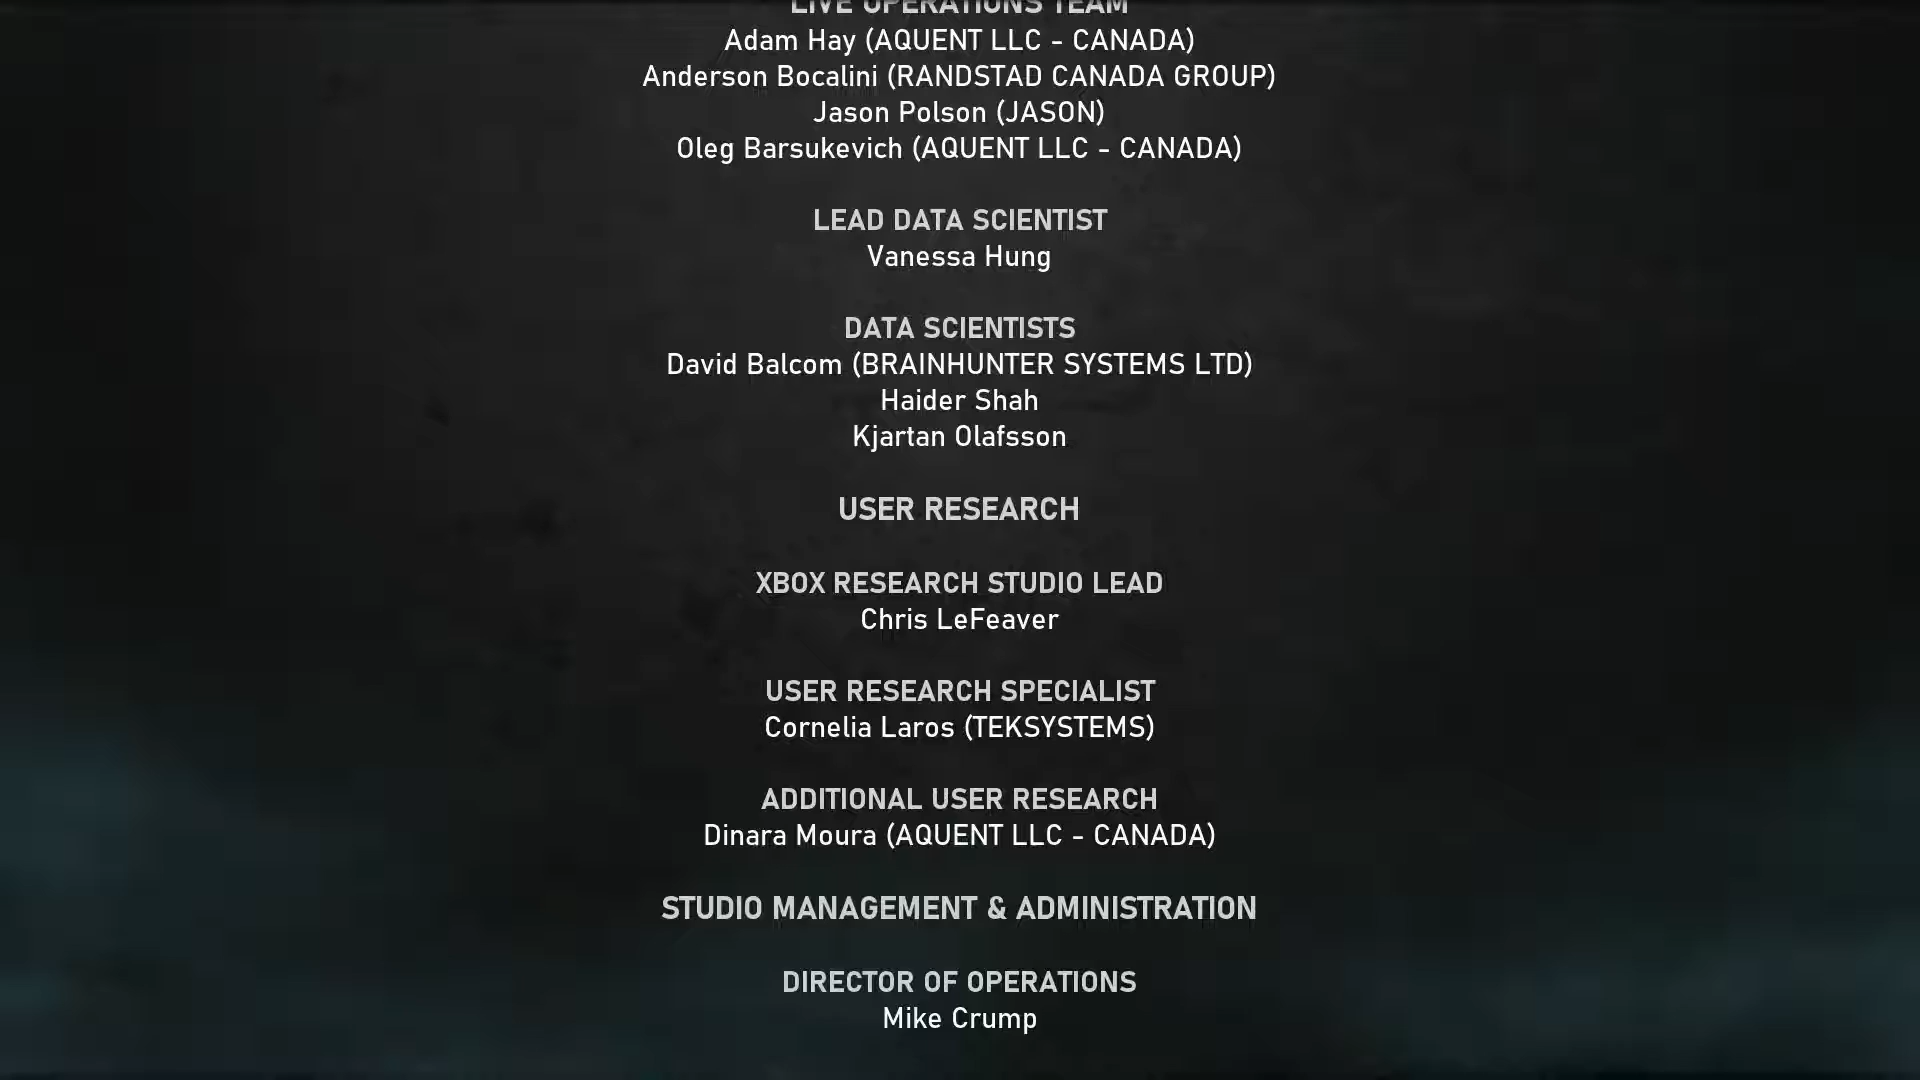 LIVE OPERATIONS TEAM
Adam Hay (AQUENT LLC - CANADA)
Anderson Bocalini (RANDSTAD CANADA GROUP)
Jason Polson (JASON)
Oleg Barsukevich (AQUENT LLC - CANADA)
LEAD DATA SCIENTIST
Vanessa Hung
DATA SCIENTISTS
David Balcom (BRAINHUNTER SYSTEMS LTD)
Haider Shah
Kjartan Olafsson
USER RESEARCH
XBOX RESEARCH STUDIO LEAD
Chris LeFeaver
USER RESEARCH SPECIALIST
Cornelia Laros (TEKSYSTEMS)
ADDITIONAL USER RESEARCH
Dinara Moura (AQUENT LLC - CANADA)
STUDIO MANAGEMENT & ADMINISTRATION
DIRECTOR OF OPERATIONS
Mike Crump